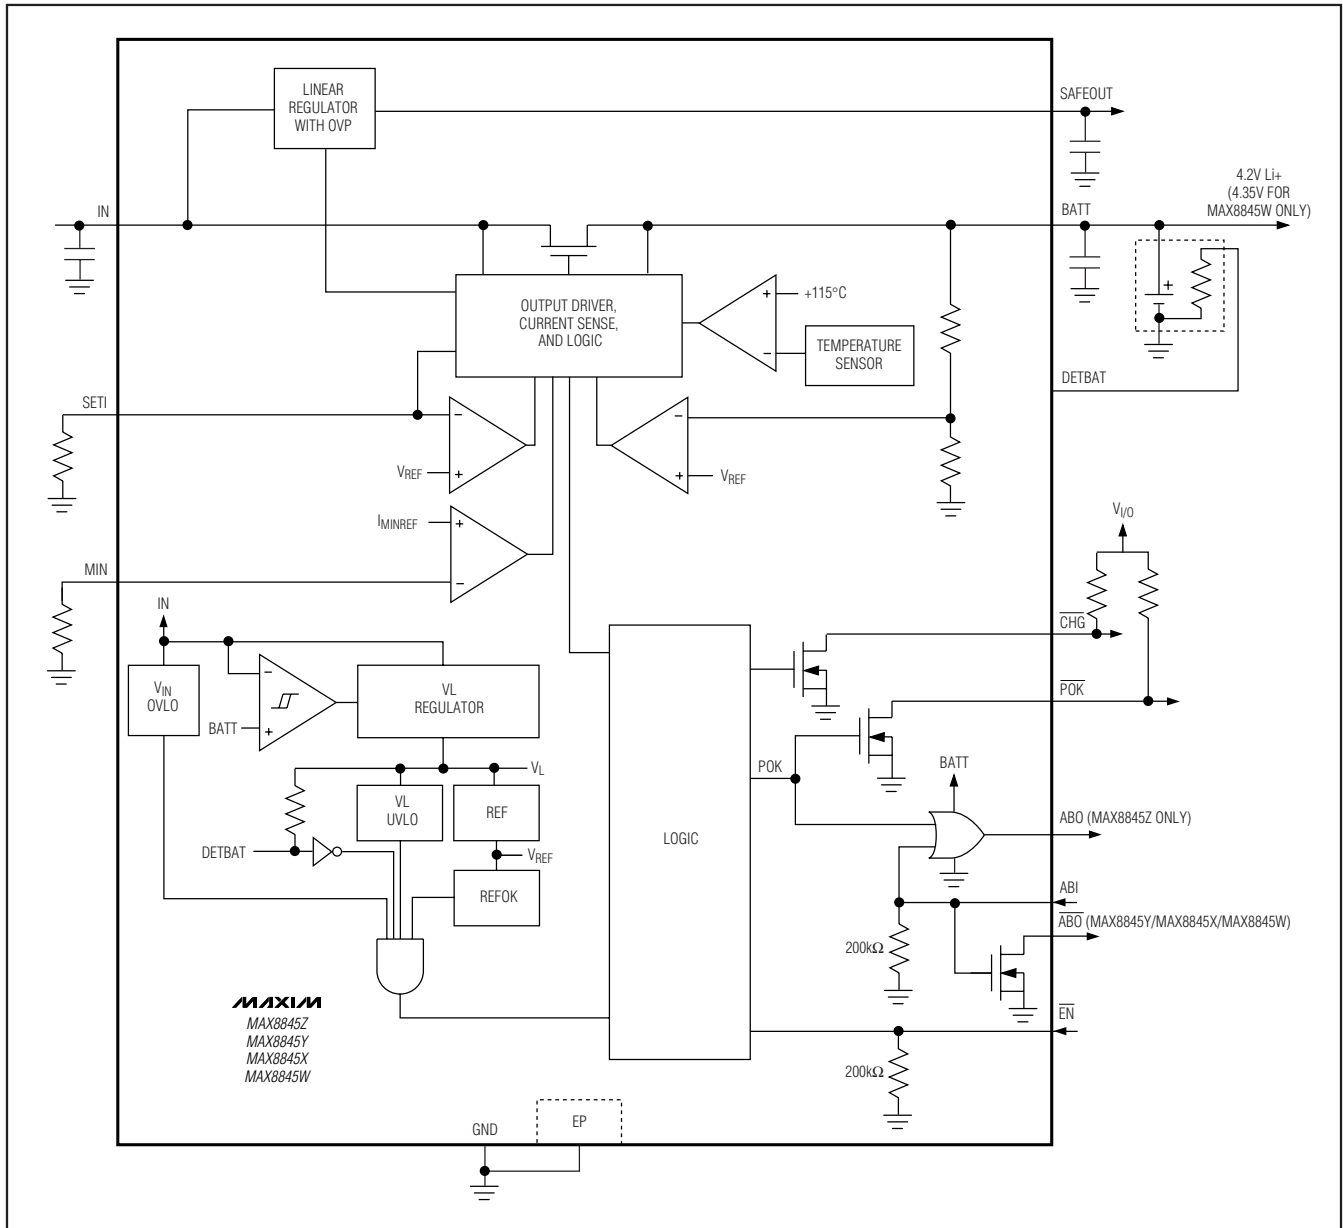 LINEAR
REGULATOR
WITH OVP
SAFEOUT
4.2V Li+
(4.35V FOR
MAX8845W ONLY)
IN
BATT
+
OUTPUT DRIVER,
CURRENT SENSE,
AND LOGIC
+
+115°C
−
TEMPERATURE
SENSOR
DETBAT
SETI
−
VREF
+
−
+
VREF
IMINREF
+
MIN
−
VI/O
IN
CHG
VIN
OVLO
−
BATT
+
VL
REGULATOR
POK
VL
VL
UVLO
REF
POK
BATT
LOGIC
ABO (MAX8845Z ONLY)
DETBAT
VREF
REFOK
ABI
ABO (MAX8845Y/MAX8845X/MAX8845W)
200kΩ
MAXIM
MAX8845Z
MAX8845Y
MAX8845X
MAX8845W
EN
200kΩ
GND
EP